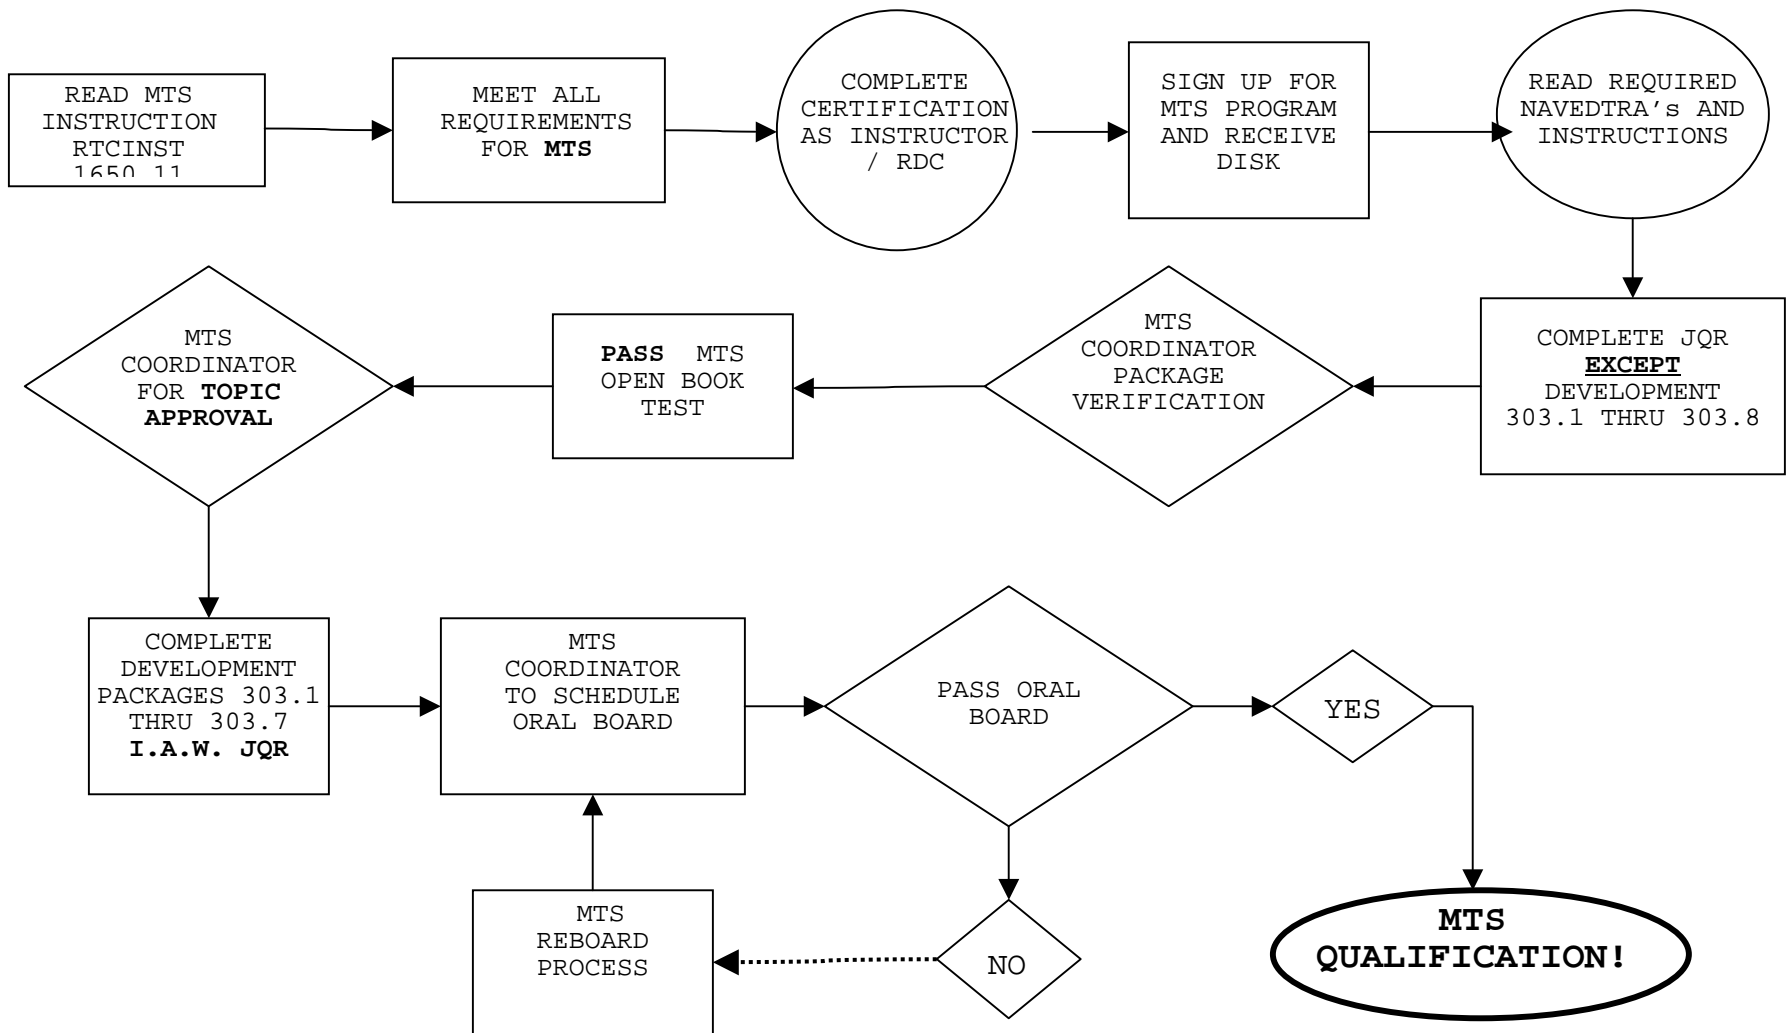 READ MTS
INSTRUCTION
RTCINST
1650.11
MEET ALL
REQUIREMENTS
FOR MTS
COMPLETE
CERTIFICATION
AS INSTRUCTOR
/ RDC
SIGN UP FOR
MTS PROGRAM
AND RECEIVE
DISK
READ REQUIRED
NAVEDTRA's AND
INSTRUCTIONS
COMPLETE JQR
EXCEPT
DEVELOPMENT
303.1 THRU 303.8
MTS
COORDINATOR
PACKAGE
VERIFICATION
PASS MTS
OPEN BOOK
TEST
MTS
COORDINATOR
FOR TOPIC
APPROVAL
COMPLETE
DEVELOPMENT
PACKAGES 303.1
THRU 303.7
I.A.W. JQR
MTS
COORDINATOR
TO SCHEDULE
ORAL BOARD
PASS ORAL
BOARD
YES
NO
MTS
REBOARD
PROCESS
MTS
QUALIFICATION!